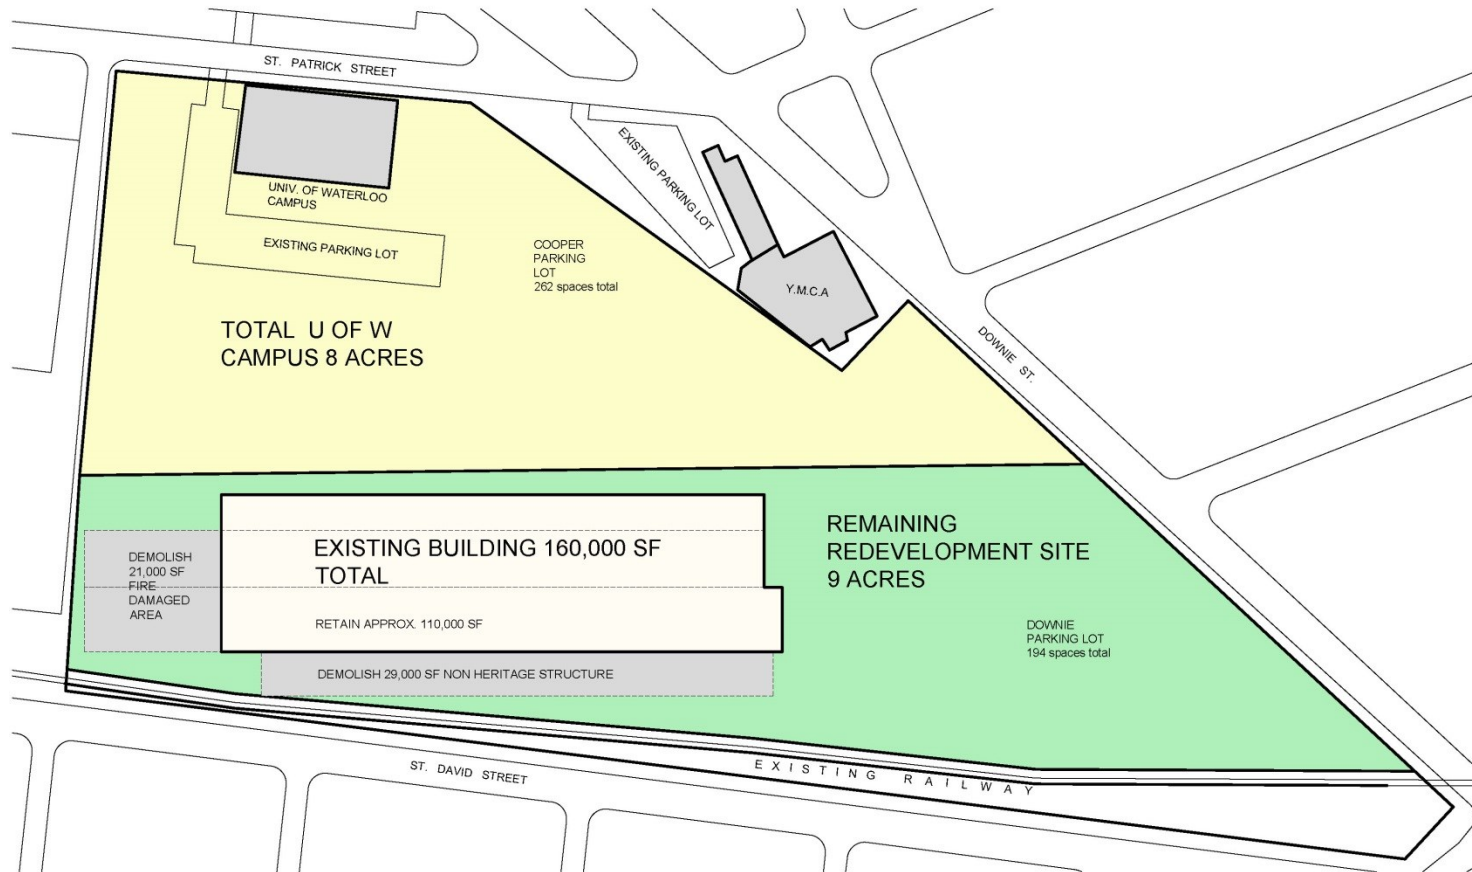 ST. PATRICK STREET
UNIV. OF WATERLOO
CAMPUS
EXISTING PARKING LOT
EXISTING PARKING LOT
COOPER
PARKING
LOT
262 spaces total
Y.M.C.A
TOTAL U OF W
CAMPUS 8 ACRES
DOWNIE ST.
DEMOLISH
21,000 SF
FIRE
DAMAGED
AREA
EXISTING BUILDING 160,000 SF
TOTAL
RETAIN APPROX. 110,000 SF
REMAINING
REDEVELOPMENT SITE
9 ACRES
DOWNIE
PARKING LOT
194 spaces total
DEMOLISH 29,000 SF NON HERITAGE STRUCTURE
ST. DAVID STREET
EXISTING RAILWAY